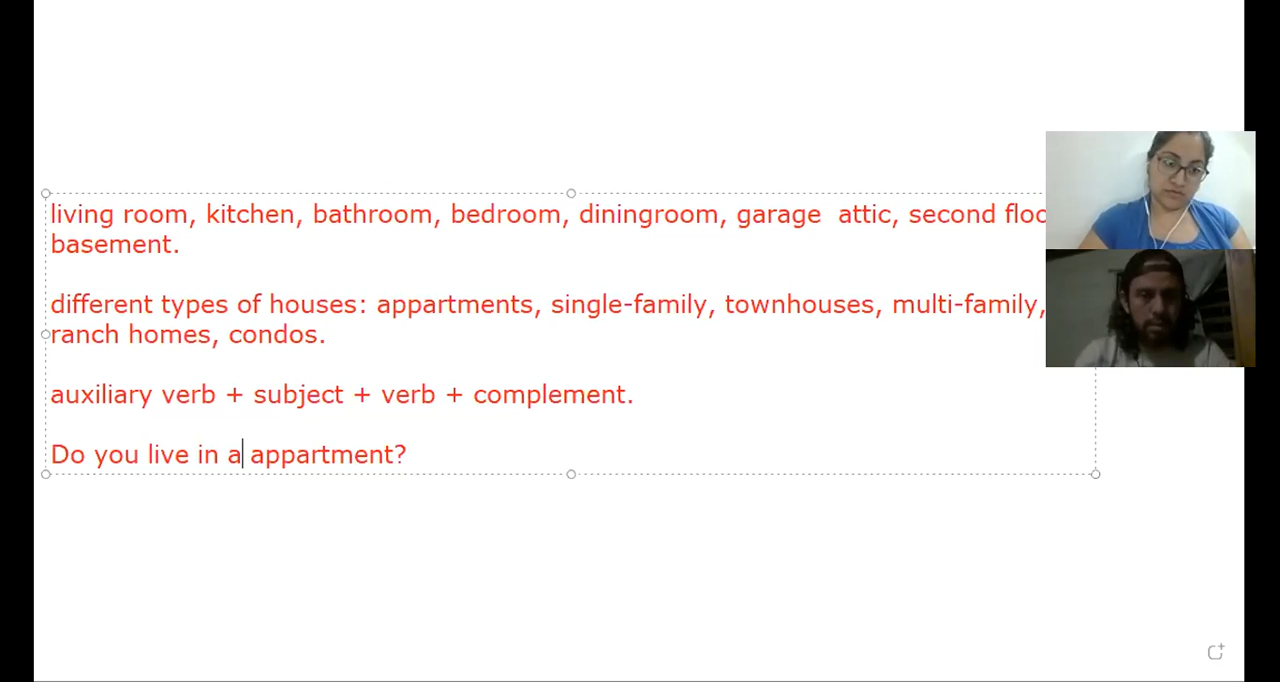 living room, kitchen, bathroom, bedroom, diningroom, garage  attic, second
basement.
different types of houses: appartments, single-family, townhouses, multi-family,
ranch homes, condos.
auxiliary verb + subject + verb + complement.
Do you live in a appartment?